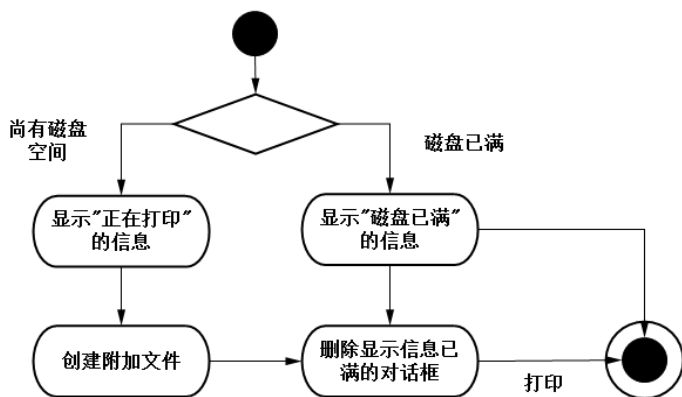 尚有磁盘
空间
磁盘已满
显示"正在打印"
的信息
显示"磁盘已满"
的信息
创建附加文件
删除显示信息已
满的对话框
打印